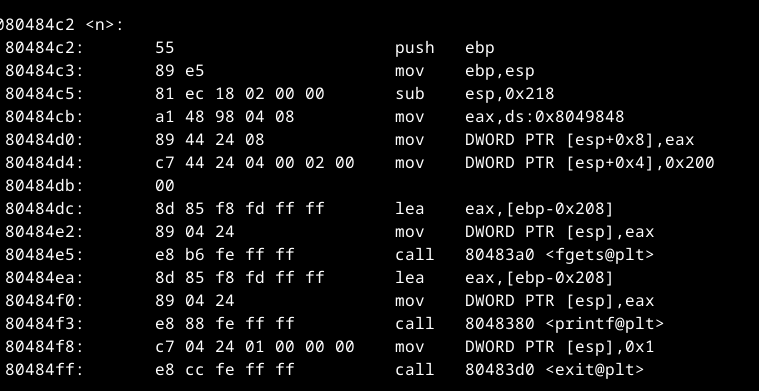 080484c2 <n>:
80484c2: 55 push ebp
80484c3: 89 e5 mov ebp,esp
80484c5: 81 ec 18 02 00 00 sub esp,0x218
80484cb: a1 48 98 04 08 mov eax,ds:0x8049848
80484d0: 89 44 24 08 mov DWORD PTR [esp+0x8],eax
80484d4: c7 44 24 04 00 02 00 mov DWORD PTR [esp+0x4],0x200
80484db: 00
80484dc: 8d 85 f8 fd ff ff lea eax,[ebp-0x208]
80484e2: 89 04 24 mov DWORD PTR [esp],eax
80484e5: e8 b6 fe ff ff call 80483a0 <fgets@plt>
80484ea: 8d 85 f8 fd ff ff lea eax,[ebp-0x208]
80484f0: 89 04 24 mov DWORD PTR [esp],eax
80484f3: e8 88 fe ff ff call 8048380 <printf@plt>
80484f8: c7 04 24 01 00 00 00 mov DWORD PTR [esp],0x1
80484ff: e8 cc fe ff ff call 80483d0 <exit@plt>